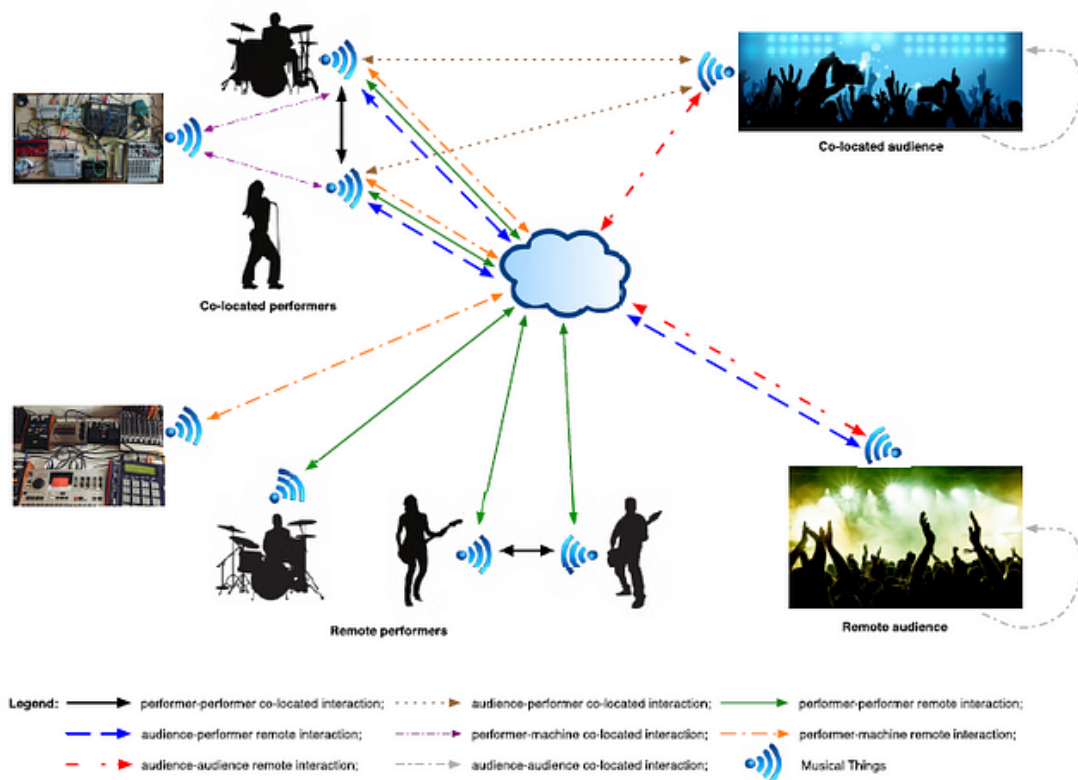 Co-located audience
Co-located performers
Remote performers
Remote audience
Legend: performer-performer co-located interaction; audience-performer co-located interaction; performer-performer remote interaction;
audience-performer remote interaction; performer-machine co-located interaction; performer-machine remote interaction;
audience-audience remote interaction; audience-audience co-located interaction; Musical Things